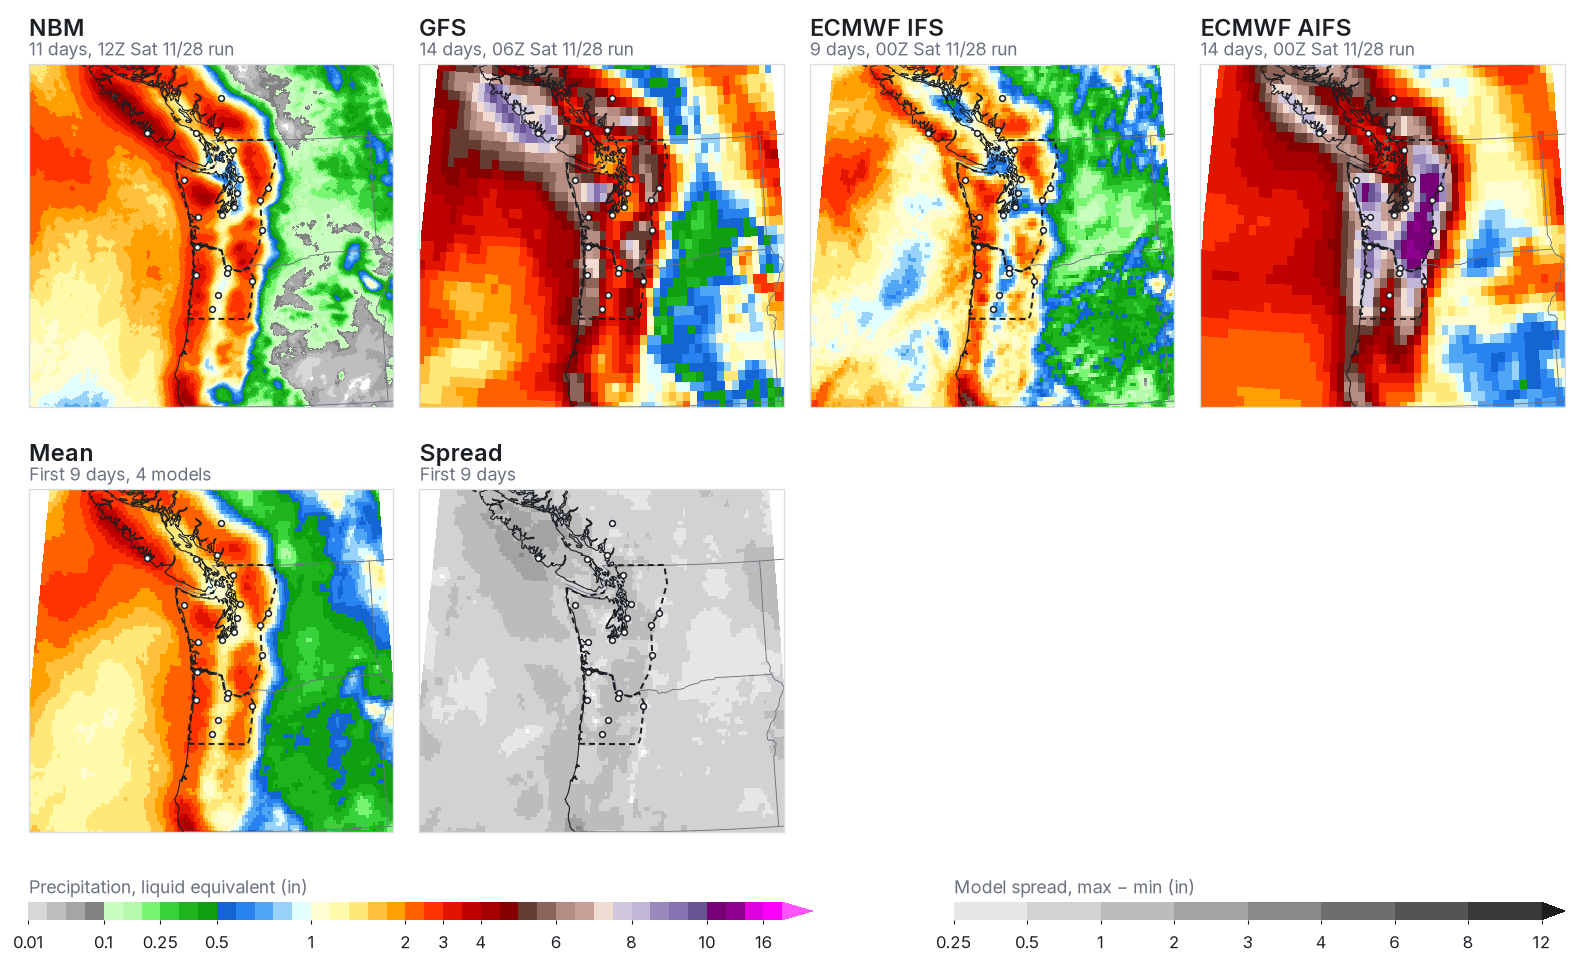 NBM
11 days, 12Z Sat 11/28 run
GFS
14 days, 06Z Sat 11/28 run
ECMWF IFS
9 days, 00Z Sat 11/28 run
ECMWF AIFS
14 days, 00Z Sat 11/28 run
Mean
First 9 days, 4 models
Spread
First 9 days
Precipitation, liquid equivalent (in)
0.01 0.1 0.25 0.5 1 2 3 4 6 8 10 16
Model spread, max − min (in)
0.25 0.5 1 2 3 4 6 8 12